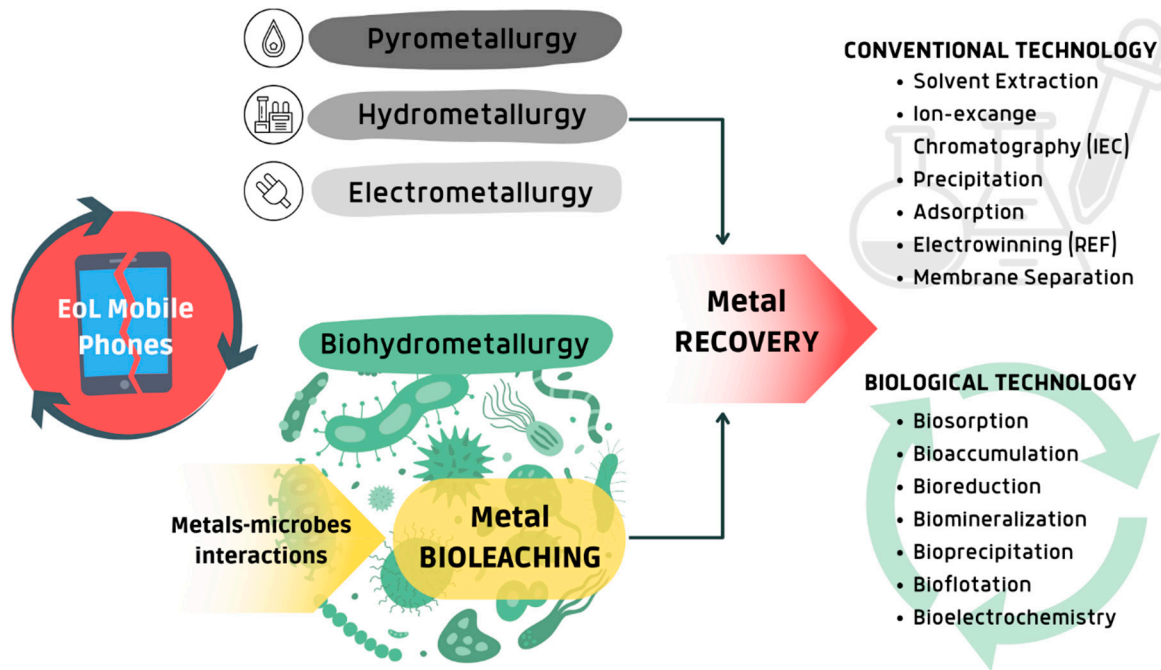 Pyrometallurgy
Hydrometallurgy
Electrometallurgy
EoL Mobile
Phones
Biohydrometallurgy
Metals-microbes
interactions
Metal
BIOLEACHING
Metal
RECOVERY
CONVENTIONAL TECHNOLOGY
• Solvent Extraction
• Ion-excange
Chromatography (IEC)
• Precipitation
• Adsorption
• Electrowinning (REF)
• Membrane Separation
BIOLOGICAL TECHNOLOGY
• Biosorption
• Bioaccumulation
• Bioreduction
• Biomineralization
• Bioprecipitation
• Bioflotation
• Bioelectrochemistry